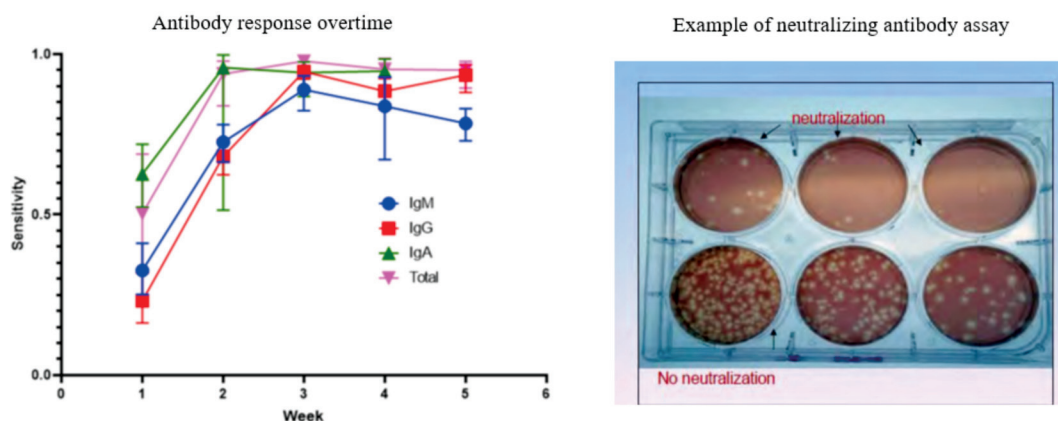 Antibody response overtime
Example of neutralizing antibody assay
1.0
0.5
0.0
Sensitivity
IgM
IgG
IgA
Total
0 1 2 3 4 5 6
Week
neutralization
No neutralization